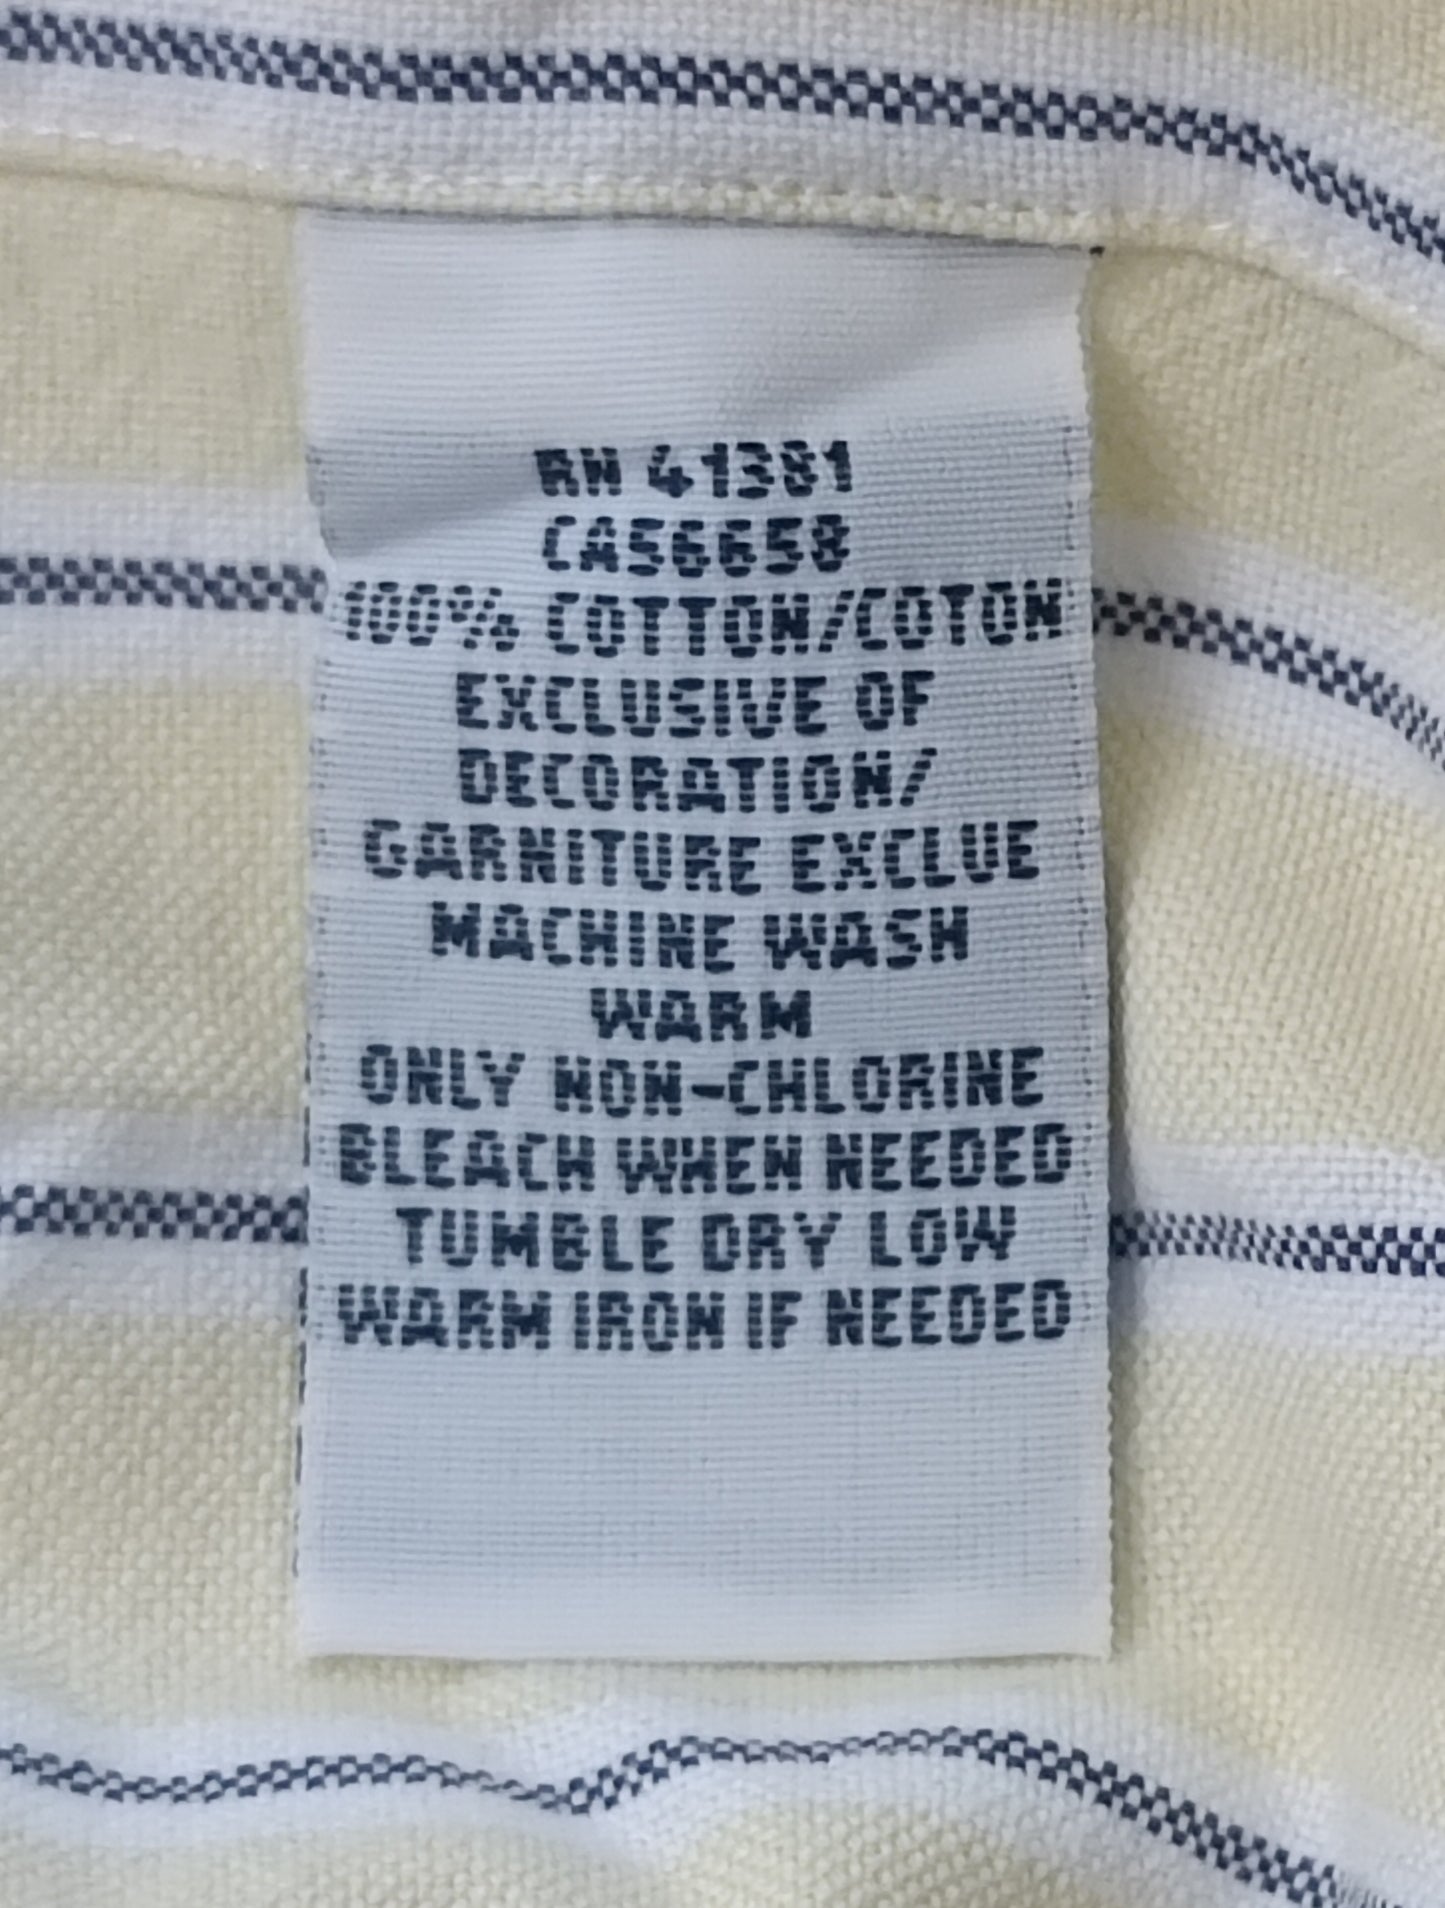 RN 41381
CA56658
100% COTTON/COTON
EXCLUSIVE OF
DECORATION/
GARNITURE EXCLUE
MACHINE WASH
WARM
ONLY NON-CHLORINE
BLEACH WHEN NEEDED
TUMBLE DRY LOW
WARM IRON IF NEEDED